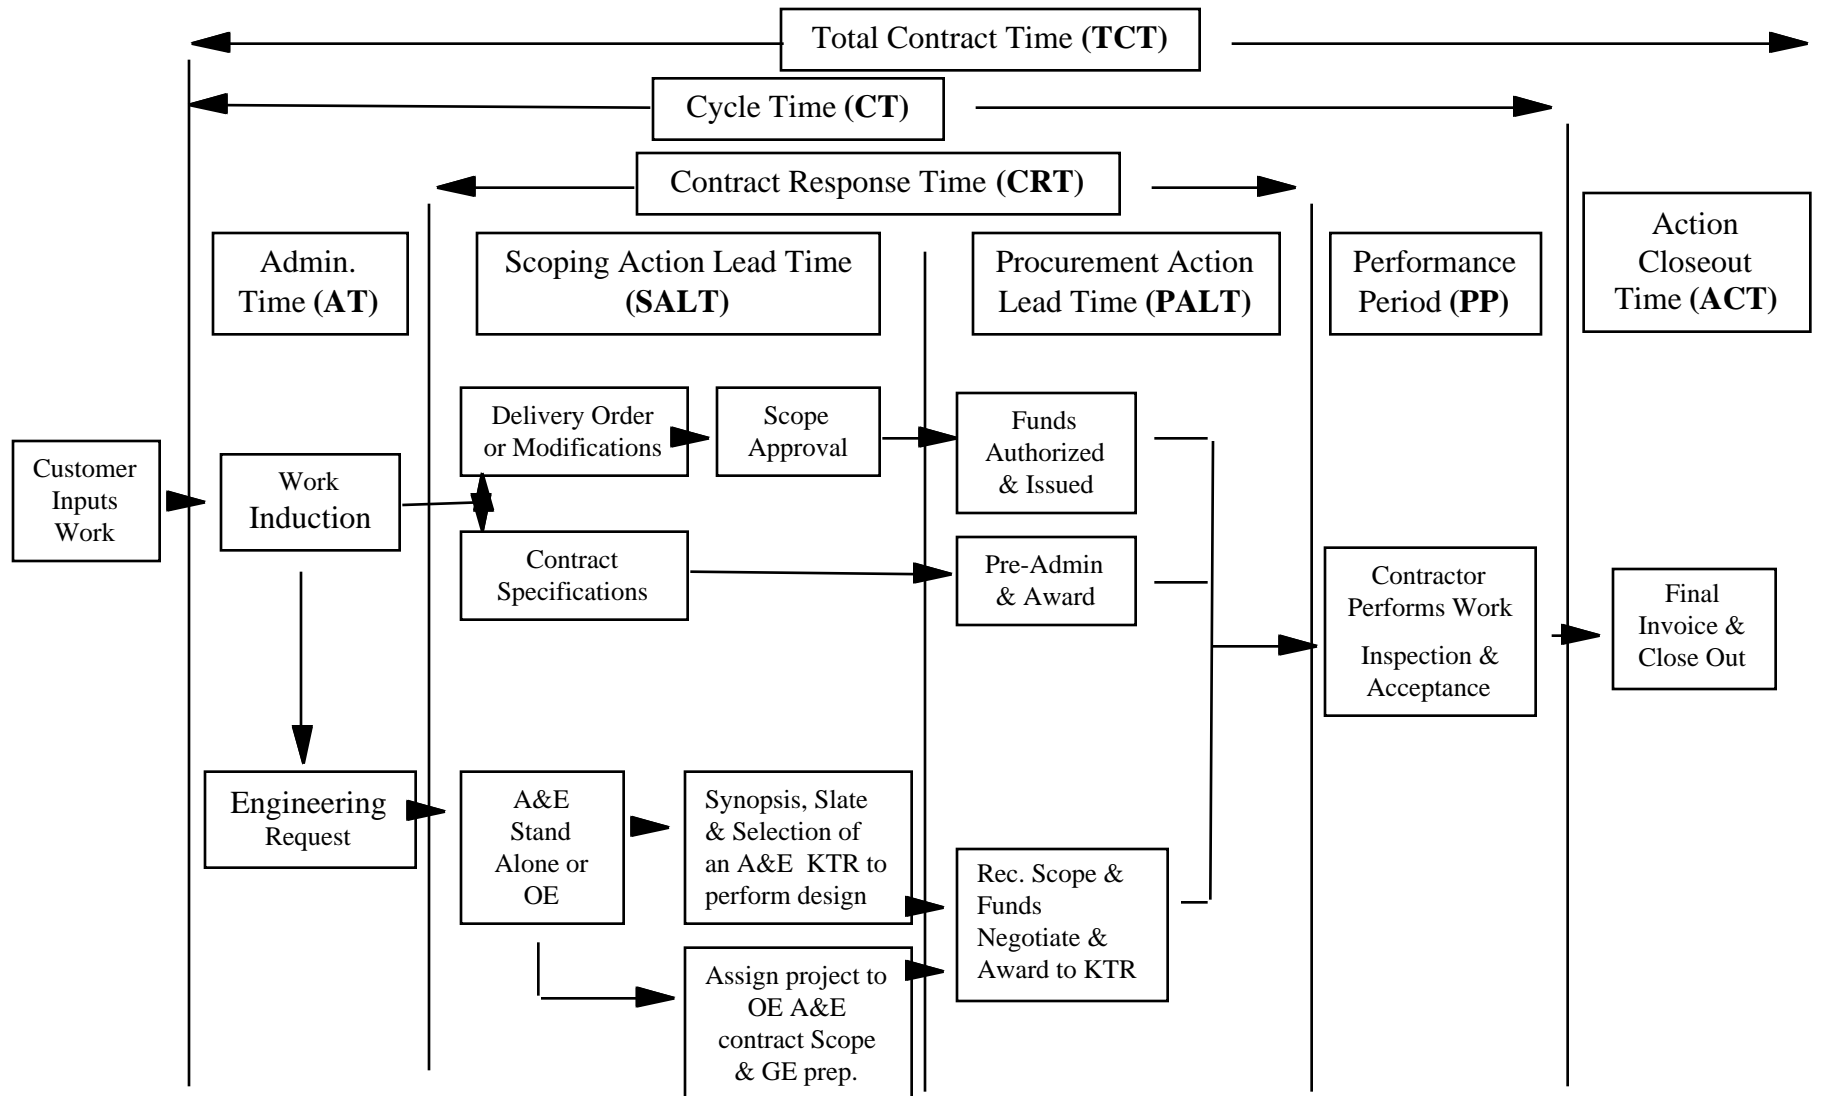 Total Contract Time (TCT)
Cycle Time (CT)
Contract Response Time (CRT)
Admin.
Time (AT)
Scoping Action Lead Time
(SALT)
Procurement Action
Lead Time (PALT)
Performance
Period (PP)
Action
Closeout
Time (ACT)
Customer
Inputs
Work
Work
Induction
Delivery Order
or Modifications
Scope
Approval
Funds
Authorized
& Issued
Contract
Specifications
Pre-Admin
& Award
Contractor
Performs Work
Inspection &
Acceptance
Final
Invoice &
Close Out
Engineering
Request
A&E
Stand
Alone or
OE
Synopsis, Slate
& Selection of
an A&E KTR to
perform design
Assign project to
OE A&E
contract Scope
& GE prep.
Rec. Scope &
Funds
Negotiate &
Award to KTR